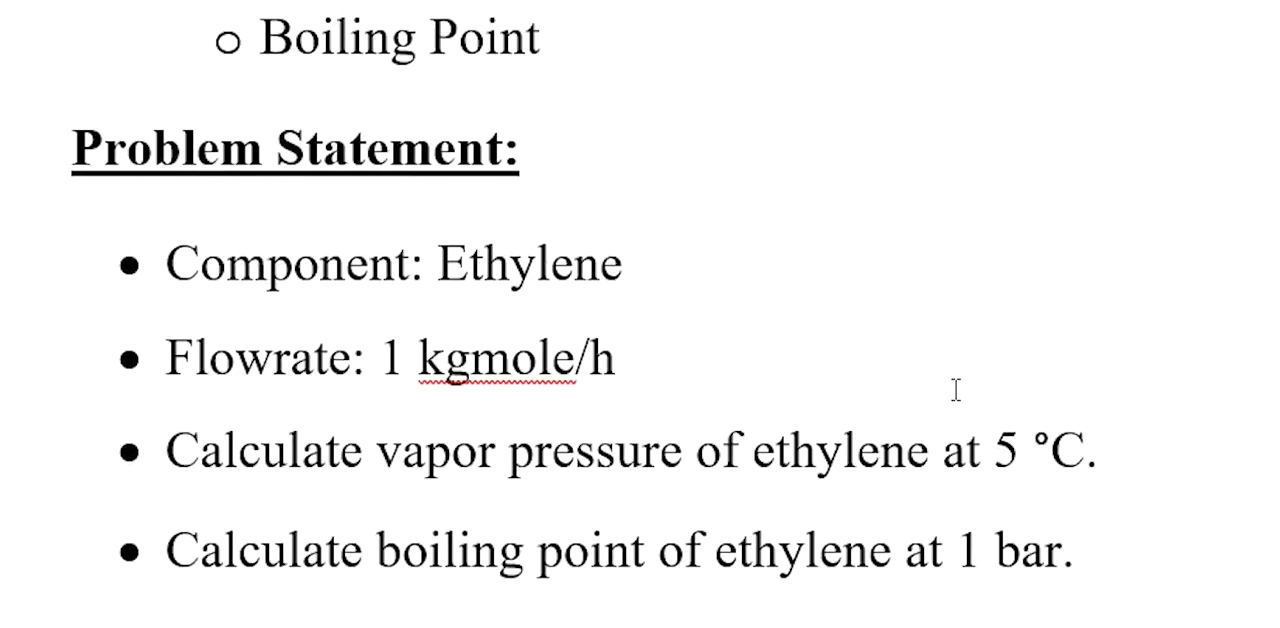 o Boiling Point
Problem Statement:
• Component: Ethylene
• Flowrate: 1 kgmole/h
• Calculate vapor pressure of ethylene at 5 °C.
• Calculate boiling point of ethylene at 1 bar.